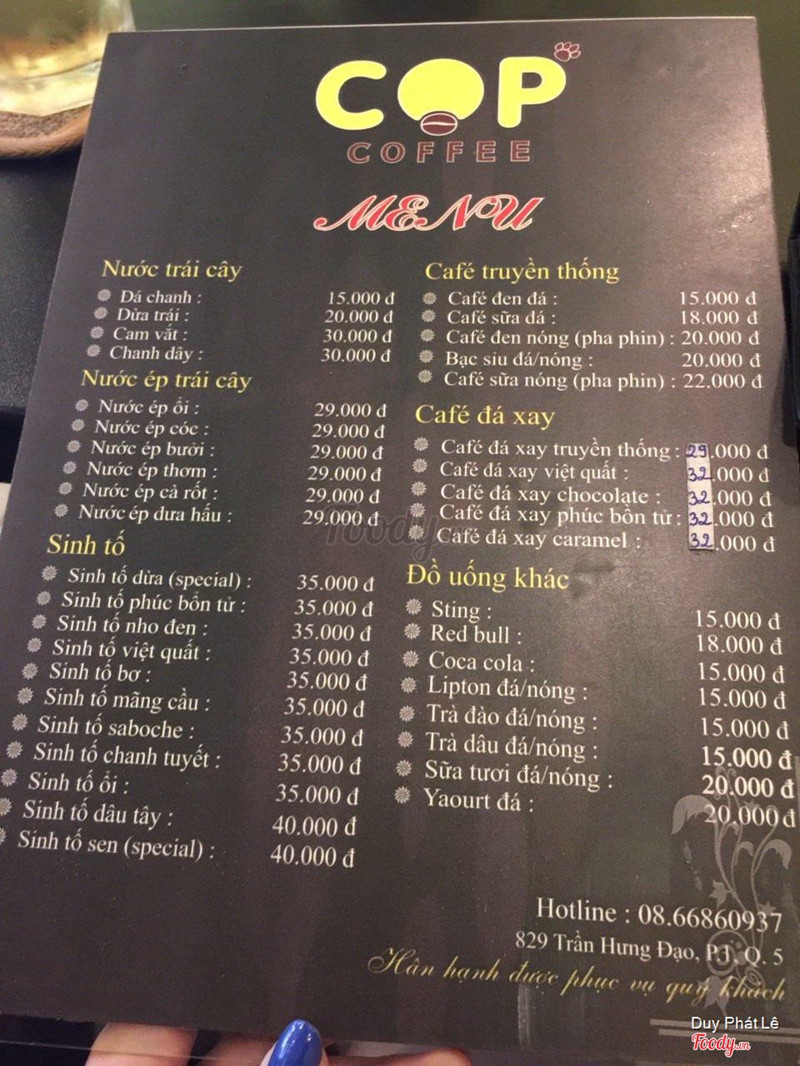 COP
COFFEE
MENU
Nước trái cây
Đá chanh : 15.000 đ
Dừa trái : 20.000 đ
Cam vắt : 30.000 đ
Chanh dây : 30.000 đ
Nước ép trái cây
Nước ép ổi : 29.000 đ
Nước ép cóc : 29.000 đ
Nước ép bưởi : 29.000 đ
Nước ép thơm : 29.000 đ
Nước ép cà rốt : 29.000 đ
Nước ép dưa hấu : 29.000 đ
Sinh tố
Sinh tố dừa (special) : 35.000 đ
Sinh tố phúc bồn tử : 35.000 đ
Sinh tố nho đen : 35.000 đ
Sinh tố việt quất : 35.000 đ
Sinh tố bơ : 35.000 đ
Sinh tố mãng cầu : 35.000 đ
Sinh tố saboche : 35.000 đ
Sinh tố chanh tuyết : 35.000 đ
Sinh tố ổi : 35.000 đ
Sinh tố dâu tây : 40.000 đ
Sinh tố sen (special) : 40.000 đ
Café truyền thống
Café đen đá : 15.000 đ
Café sữa đá : 18.000 đ
Café đen nóng (pha phin) : 20.000 đ
Bạc siu đá/nóng : 20.000 đ
Café sữa nóng (pha phin) : 22.000 đ
Café đá xay
Café đá xay truyền thống : 29.000 đ
Café đá xay việt quất : 32.000 đ
Café đá xay chocolate : 32.000 đ
Café đá xay phúc bồn tử : 32.000 đ
Café đá xay caramel : 32.000 đ
Đồ uống khác
Sting : 15.000 đ
Red bull : 18.000 đ
Coca cola : 15.000 đ
Lipton đá/nóng : 15.000 đ
Trà đào đá/nóng : 15.000 đ
Trà dâu đá/nóng : 15.000 đ
Sữa tươi đá/nóng : 20.000 đ
Yaourt đá : 20.000 đ
Hotline : 08.66860937
829 Trần Hưng Đạo, P.1, Q. 5
Hân hạnh được phục vụ quý khách
Foody.vn
Duy Phát Lê
Foody.vn